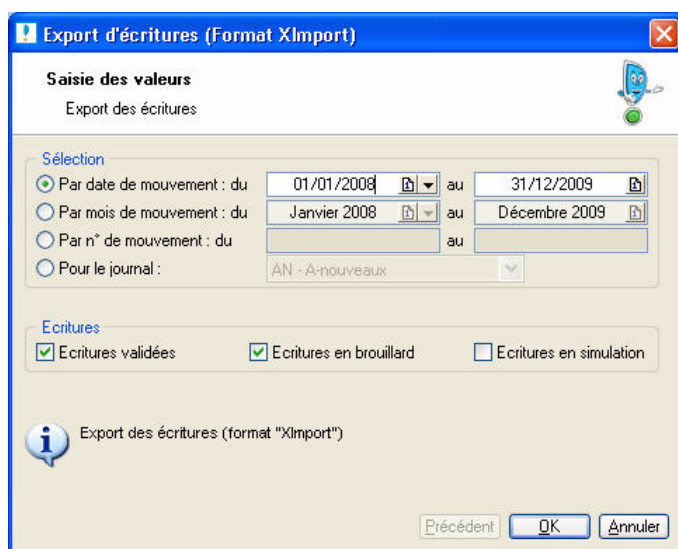 Export d'écritures (Format XImport)
Saisie des valeurs
Export des écritures
Sélection
Par date de mouvement : du 01/01/2008 au 31/12/2009
Par mois de mouvement : du Janvier 2008 au Décembre 2009
Par n° de mouvement : du au
Pour le journal : AN - A-nouveaux
Ecritures
Ecritures validées Ecritures en brouillard Ecritures en simulation
Export des écritures (format "XImport")
Précédent OK Annuler